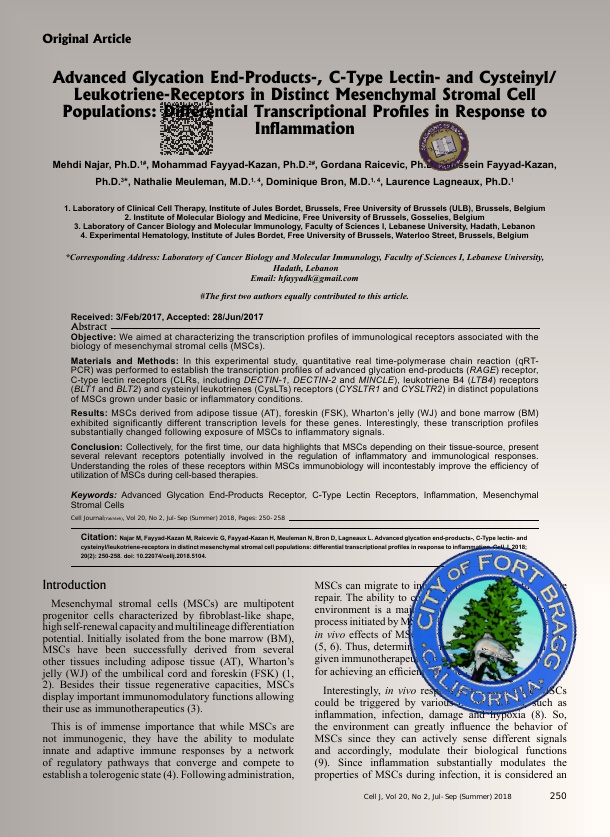 Original Article
Advanced Glycation End-Products-, C-Type Lectin- and Cysteinyl/
Leukotriene-Receptors in Distinct Mesenchymal Stromal Cell
Populations: Differential Transcriptional Profiles in Response to
Inflammation
Mehdi Najar, Ph.D.1#, Mohammad Fayyad-Kazan, Ph.D.2#, Gordana Raicevic, Ph.D. Hussein Fayyad-Kazan,
Ph.D.3*, Nathalie Meuleman, M.D.1, 4, Dominique Bron, M.D.1, 4, Laurence Lagneaux, Ph.D.1
1. Laboratory of Clinical Cell Therapy, Institute of Jules Bordet, Brussels, Free University of Brussels (ULB), Brussels, Belgium
2. Institute of Molecular Biology and Medicine, Free University of Brussels, Gosselies, Belgium
3. Laboratory of Cancer Biology and Molecular Immunology, Faculty of Sciences I, Lebanese University, Hadath, Lebanon
4. Experimental Hematology, Institute of Jules Bordet, Free University of Brussels, Waterloo Street, Brussels, Belgium
*Corresponding Address: Laboratory of Cancer Biology and Molecular Immunology, Faculty of Sciences I, Lebanese University,
Hadath, Lebanon
Email: hfayyadk@gmail.com
#The first two authors equally contributed to this article.
Received: 3/Feb/2017, Accepted: 28/Jun/2017
Abstract
Objective: We aimed at characterizing the transcription profiles of immunological receptors associated with the
biology of mesenchymal stromal cells (MSCs).
Materials and Methods: In this experimental study, quantitative real time-polymerase chain reaction (qRT-
PCR) was performed to establish the transcription profiles of advanced glycation end-products (RAGE) receptor,
C-type lectin receptors (CLRs, including DECTIN-1, DECTIN-2 and MINCLE), leukotriene B4 (LTB4) receptors
(BLT1 and BLT2) and cysteinyl leukotrienes (CysLTs) receptors (CYSLTR1 and CYSLTR2) in distinct populations
of MSCs grown under basic or inflammatory conditions.
Results: MSCs derived from adipose tissue (AT), foreskin (FSK), Wharton's jelly (WJ) and bone marrow (BM)
exhibited significantly different transcription levels for these genes. Interestingly, these transcription profiles
substantially changed following exposure of MSCs to inflammatory signals.
Conclusion: Collectively, for the first time, our data highlights that MSCs depending on their tissue-source, present
several relevant receptors potentially involved in the regulation of inflammatory and immunological responses.
Understanding the roles of these receptors within MSCs immunobiology will incontestably improve the efficiency of
utilization of MSCs during cell-based therapies.
Keywords: Advanced Glycation End-Products Receptor, C-Type Lectin Receptors, Inflammation, Mesenchymal
Stromal Cells
Cell Journal(Yakhteh), Vol 20, No 2, Jul-Sep (Summer) 2018, Pages: 250-258
Citation: Najar M, Fayyad-Kazan M, Raicevic G, Fayyad-Kazan H, Meuleman N, Bron D, Lagneaux L. Advanced glycation end-products-, C-Type lectin- and
cysteinyl/leukotriene-receptors in distinct mesenchymal stromal cell populations: differential transcriptional profiles in response to inflammation. Cell J. 2018;
20(2): 250-258. doi: 10.22074/cellj.2018.5104.
Introduction
Mesenchymal stromal cells (MSCs) are multipotent
progenitor cells characterized by fibroblast-like shape,
high self-renewal capacity and multilineage differentiation
potential. Initially isolated from the bone marrow (BM),
MSCs have been successfully derived from several
other tissues including adipose tissue (AT), Wharton's
jelly (WJ) of the umbilical cord and foreskin (FSK) (1,
2). Besides their tissue regenerative capacities, MSCs
display important immunomodulatory functions allowing
their use as immunotherapeutics (3).
This is of immense importance that while MSCs are
not immunogenic, they have the ability to modulate
innate and adaptive immune responses by a network
of regulatory pathways that converge and compete to
establish a tolerogenic state (4). Following administration,
MSCs can migrate to
repair. The ability to
environment is a
process initiated by
in vivo effects of
(5, 6). Thus,
given
for achieving an
Interestingly, in vivo MSCs
could be triggered by various such as
inflammation, infection, damage and hypoxia (8). So,
the environment can greatly influence the behavior of
MSCs since they can actively sense different signals
and accordingly, modulate their biological functions
(9). Since inflammation substantially modulates the
properties of MSCs during infection, it is considered an
CITY OF FORT BRAGG
CALIFORNIA
Cell J, Vol 20, No 2, Jul-Sep (Summer) 2018
250